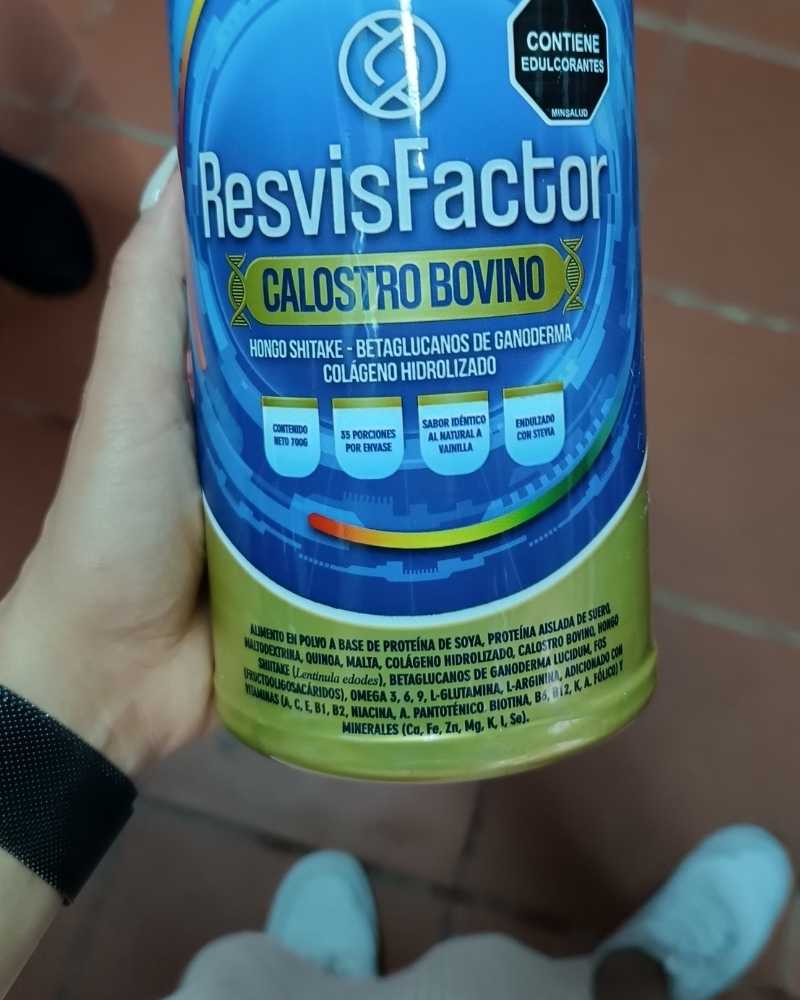 CONTIENE
EDULCORANTES
MINSALUD
ResvisFactor
CALOSTRO BOVINO
HONGO SHITAKE - BETAGLUCANOS DE GANODERMA
COLÁGENO HIDROLIZADO
CONTENIDO
NETO 700G
35 PORCIONES
POR ENVASE
SABOR IDÉNTICO
AL NATURAL A
VAINILLA
ENDULZADO
CON STEVIA
ALIMENTO EN POLVO A BASE DE PROTEÍNA DE SOYA, PROTEÍNA AISLADA DE SUERO,
MALTODEXTRINA, QUINOA, MALTA, COLÁGENO HIDROLIZADO, CALOSTRO BOVINO, HONGO
SHIITAKE (Lentinula edodes), BETAGLUCANOS DE GANODERMA LUCIDUM, FOS
(FRUCTOOLIGOSACÁRIDOS), OMEGA 3, 6, 9, L-GLUTAMINA, L-ARGININA, ADICIONADO CON
VITAMINAS (A, C, E, B1, B2, NIACINA, A. PANTOTÉNICO, BIOTINA, B6, B12, K, A. FÓLICO) Y
MINERALES (Ca, Fe, Zn, Mg, K, I, Se).